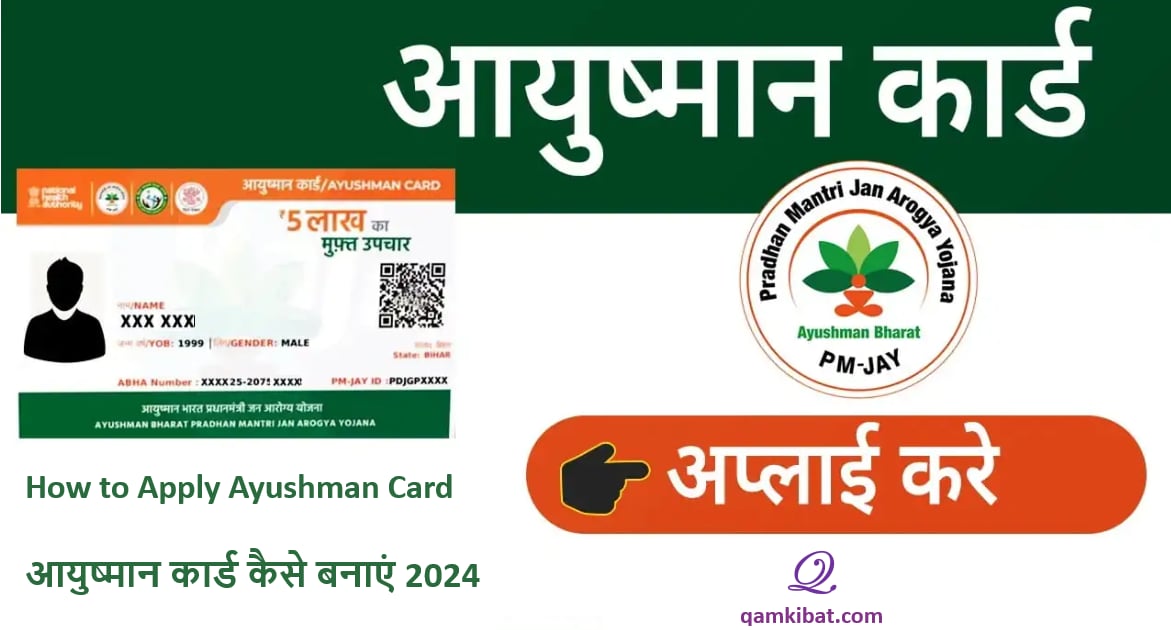 आयुष्मान कार्ड
national
health
authority
आयुष्मान कार्ड/AYUSHMAN CARD
₹5 लाख का
मुफ़्त उपचार
नाम/NAME
XXX XXX
जन्म वर्ष/YOB: 1999 | लिंग/GENDER: MALE
State: BIHAR
ABHA Number : XXXX25-2075 XXXX PM-JAY ID :PDJGPXXXX
आयुष्मान भारत प्रधानमंत्री जन आरोग्य योजना
AYUSHMAN BHARAT PRADHAN MANTRI JAN AROGYA YOJANA
Pradhan Mantri Jan Arogya Yojana
Ayushman Bharat
PM-JAY
अप्लाई करे
How to Apply Ayushman Card
आयुष्मान कार्ड कैसे बनाएं 2024
Q
qamkibat.com